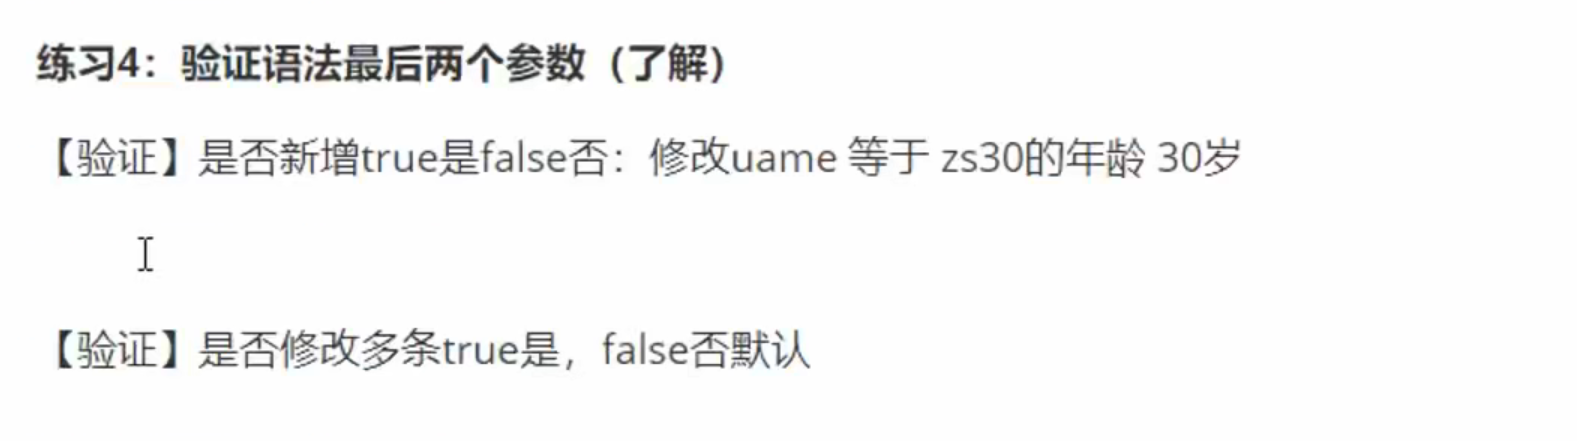 练习4：验证语法最后两个参数（了解）
【验证】是否新增true是false否：修改uame 等于 zs30的年龄 30岁
【验证】是否修改多条true是，false否默认